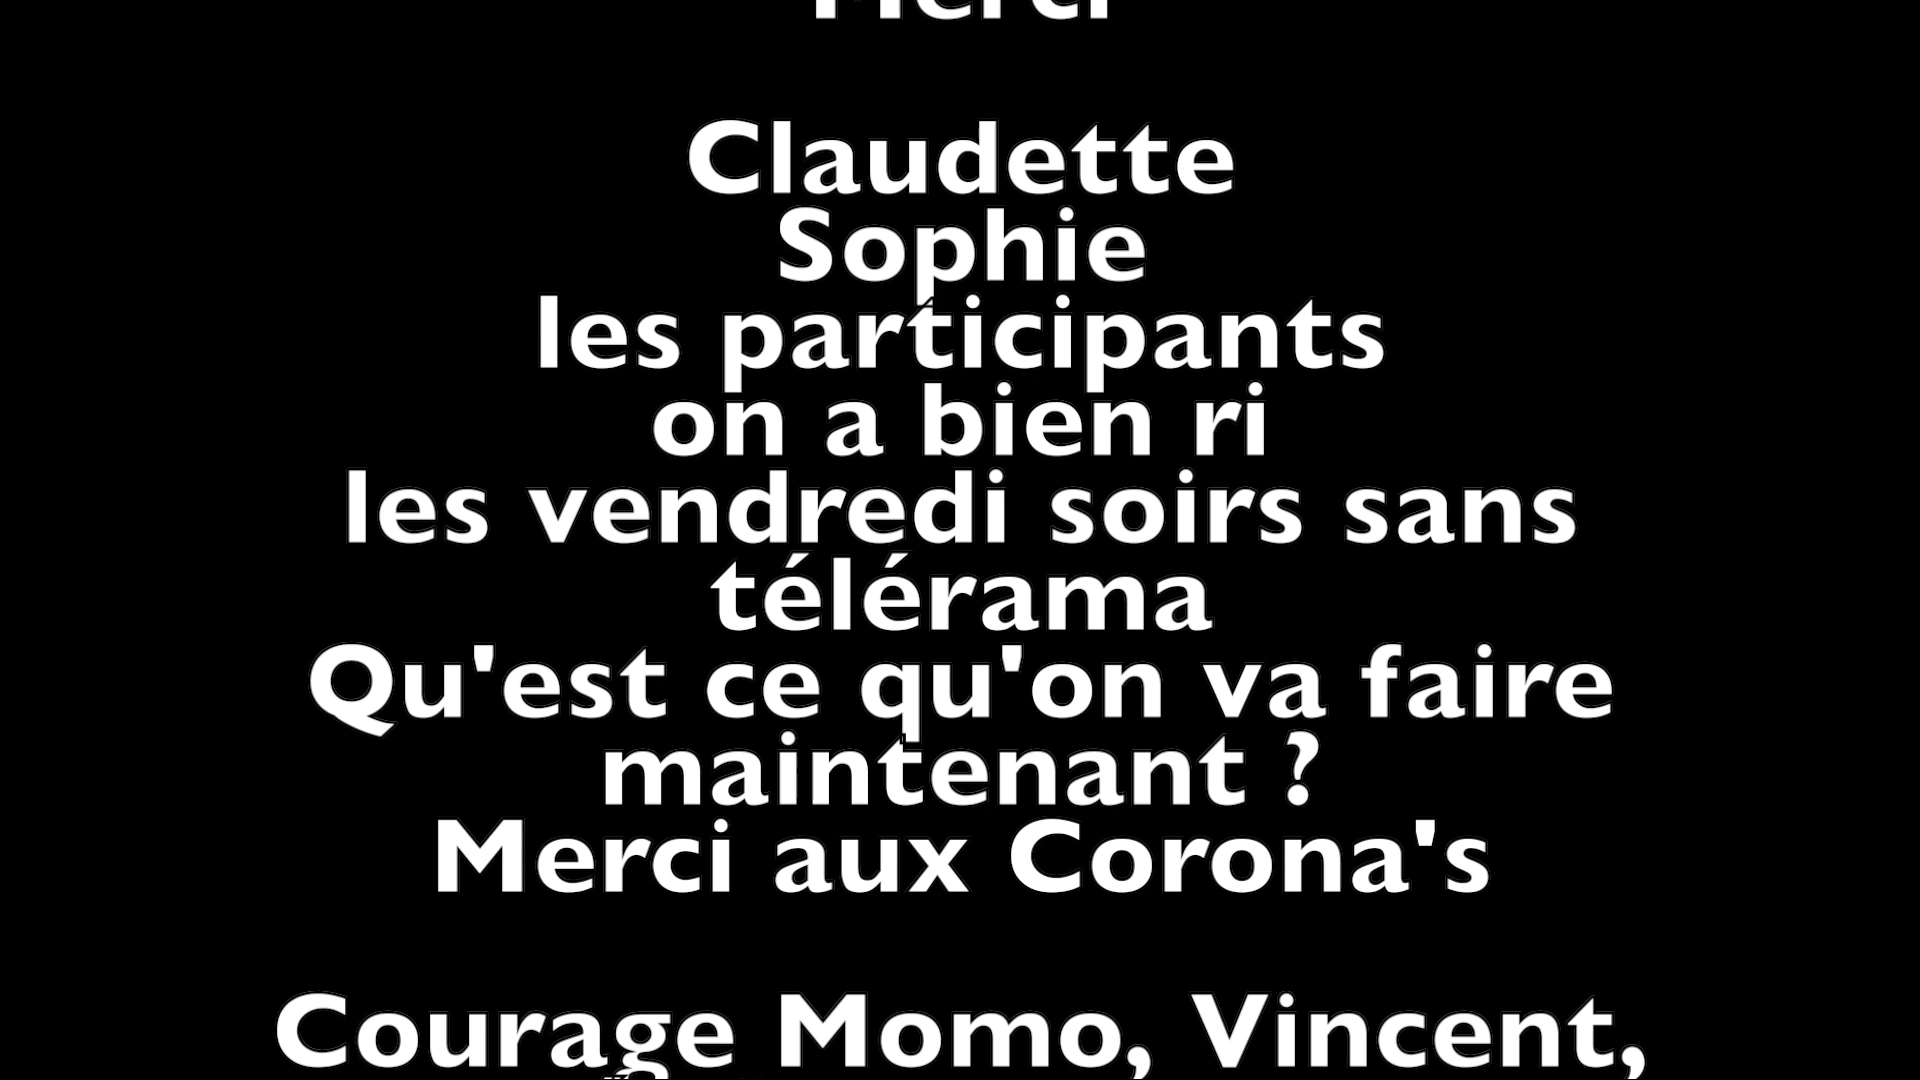 Merci
Claudette
Sophie
les participants
on a bien ri
les vendredi soirs sans
télérama
Qu'est ce qu'on va faire
maintenant ?
Merci aux Corona's
Courage Momo, Vincent,